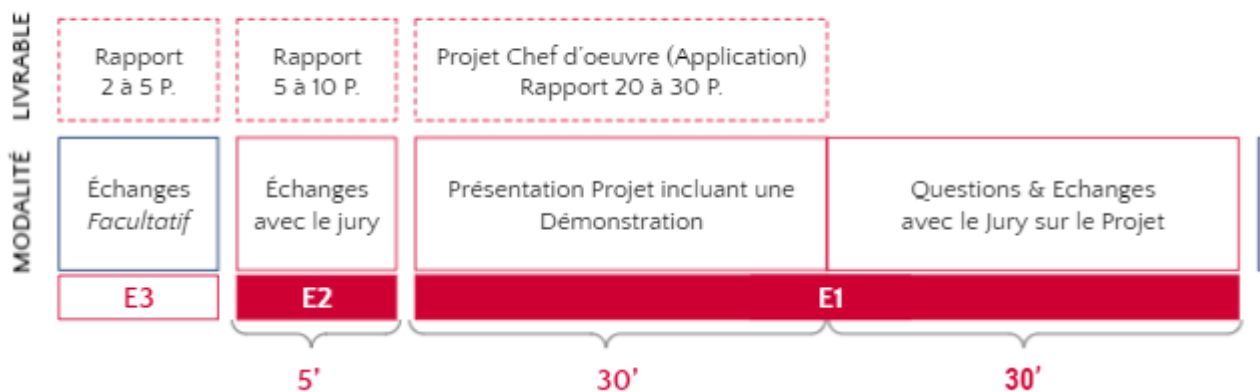 LIVRABLE
Rapport
2 à 5 P.
Rapport
5 à 10 P.
Projet Chef d'oeuvre (Application)
Rapport 20 à 30 P.
MODALITÉ
Échanges
Facultatif
Échanges
avec le jury
Présentation Projet incluant une
Démonstration
Questions & Echanges
avec le Jury sur le Projet
E3
E2
E1
5'
30'
30'